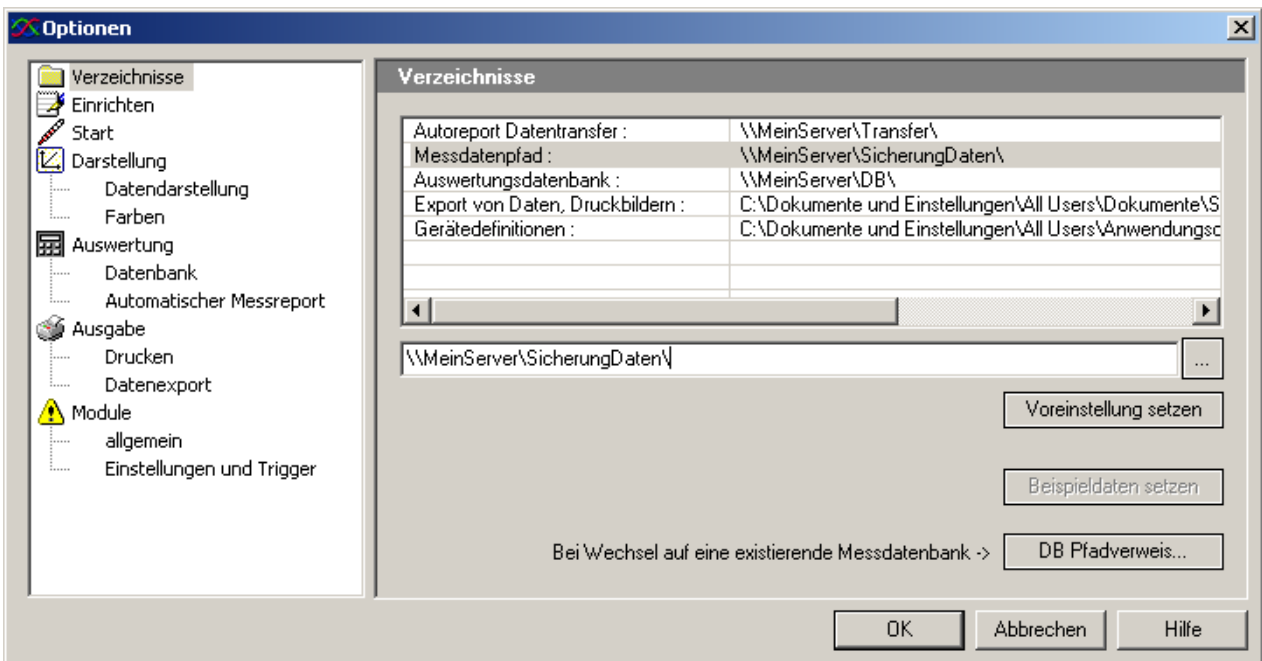 Optionen
Verzeichnisse
Einrichten
Start
Darstellung
Datendarstellung
Farben
Auswertung
Datenbank
Automatischer Messreport
Ausgabe
Drucken
Datenexport
Module
allgemein
Einstellungen und Trigger
Verzeichnisse
Autoreport Datentransfer : \\MeinServer\Transfer\
Messdatenpfad : \\MeinServer\SicherungDaten\
Auswertungsdatenbank : \\MeinServer\DB\
Export von Daten, Druckbildern : C:\Dokumente und Einstellungen\All Users\Dokumente\S
Gerätedefinitionen : C:\Dokumente und Einstellungen\All Users\Anwendungsd
\\MeinServer\SicherungDaten\
...
Voreinstellung setzen
Beispieldaten setzen
Bei Wechsel auf eine existierende Messdatenbank -> DB Pfadverweis...
OK Abbrechen Hilfe